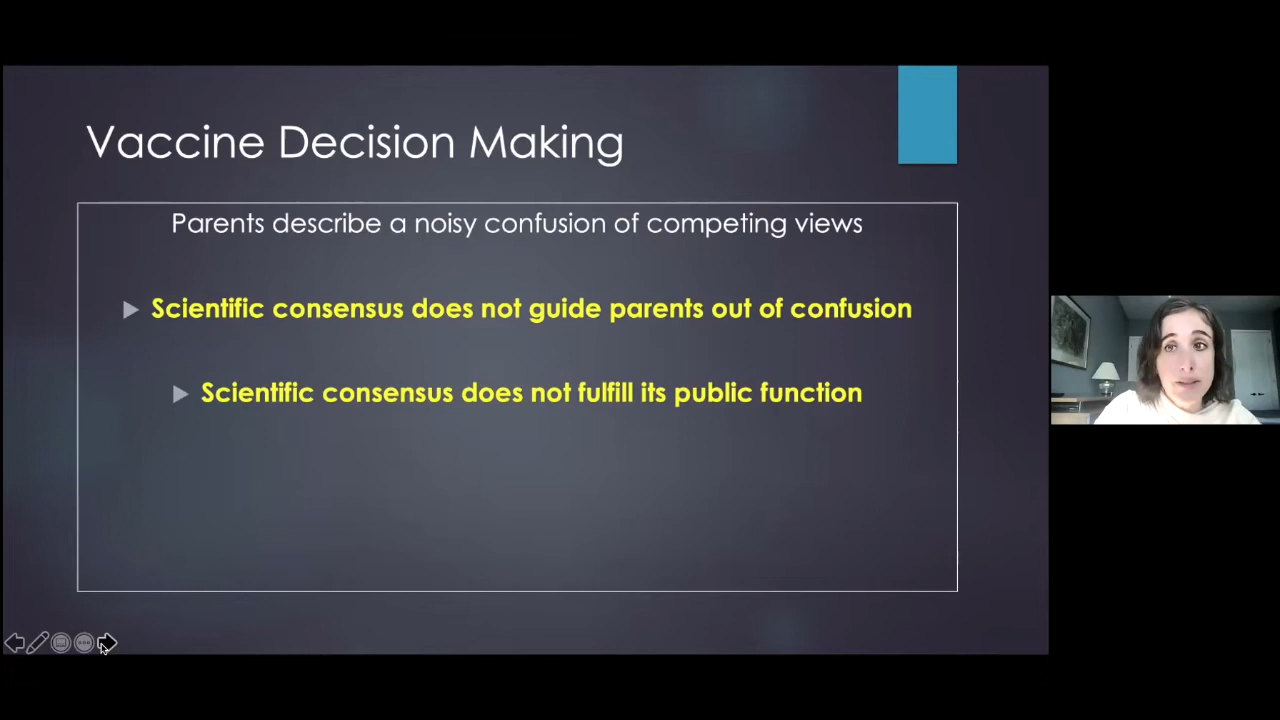 Vaccine Decision Making
Parents describe a noisy confusion of competing views
Scientific consensus does not guide parents out of confusion
Scientific consensus does not fulfill its public function